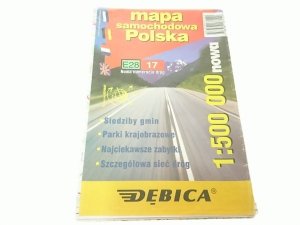 mapa
samochodowa
Polska
E28 17
Nowa numeracja dróg
Siedziby gmin
Parki krajobrazowe
Najciekawsze zabytki
Szczegółowa sieć dróg
1:500 000
nowa
DĘBICA